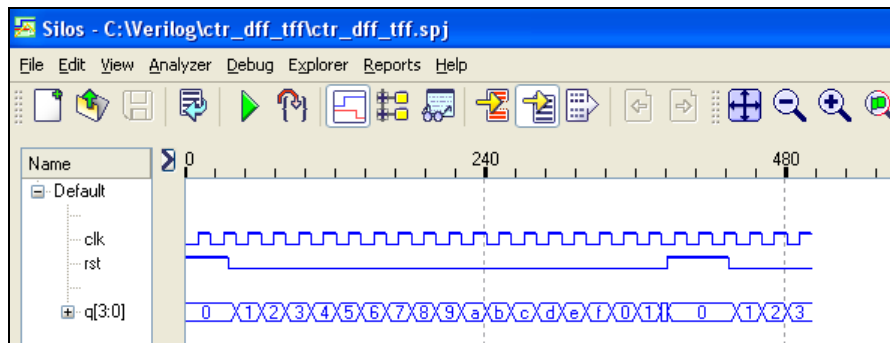 Silos - C:\Verilog\ctr_dff_tff\ctr_dff_tff.spj
File Edit View Analyzer Debug Explorer Reports Help
Name Σ 0 240 480
Default
clk
rst
q[3:0] 0 1 2 3 4 5 6 7 8 9 a b c d e f 0 1 0 1 2 3